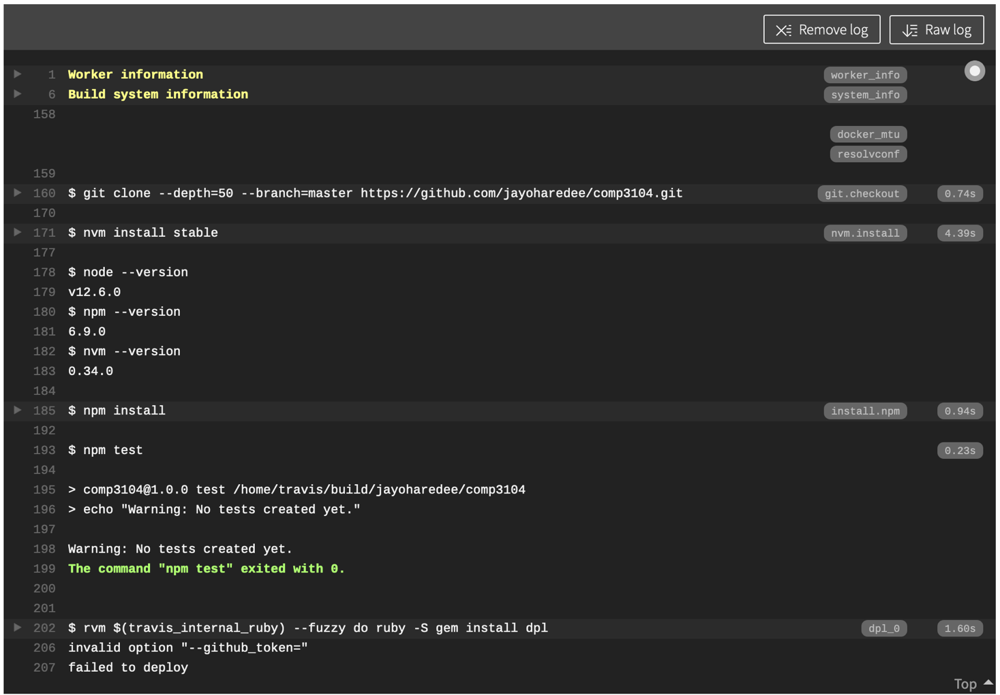 Remove log Raw log
1 Worker information worker_info
6 Build system information system_info
158
docker_mtu
resolvconf
159
160 $ git clone --depth=50 --branch=master https://github.com/jayoharedee/comp3104.git git.checkout 0.74s
170
171 $ nvm install stable nvm.install 4.39s
177
178 $ node --version
179 v12.6.0
180 $ npm --version
181 6.9.0
182 $ nvm --version
183 0.34.0
184
185 $ npm install install.npm 0.94s
192
193 $ npm test 0.23s
194
195 > comp3104@1.0.0 test /home/travis/build/jayoharedee/comp3104
196 > echo "Warning: No tests created yet."
197
198 Warning: No tests created yet.
199 The command "npm test" exited with 0.
200
201
202 $ rvm $(travis_internal_ruby) --fuzzy do ruby -S gem install dpl dpl_0 1.60s
206 invalid option "--github_token="
207 failed to deploy
Top